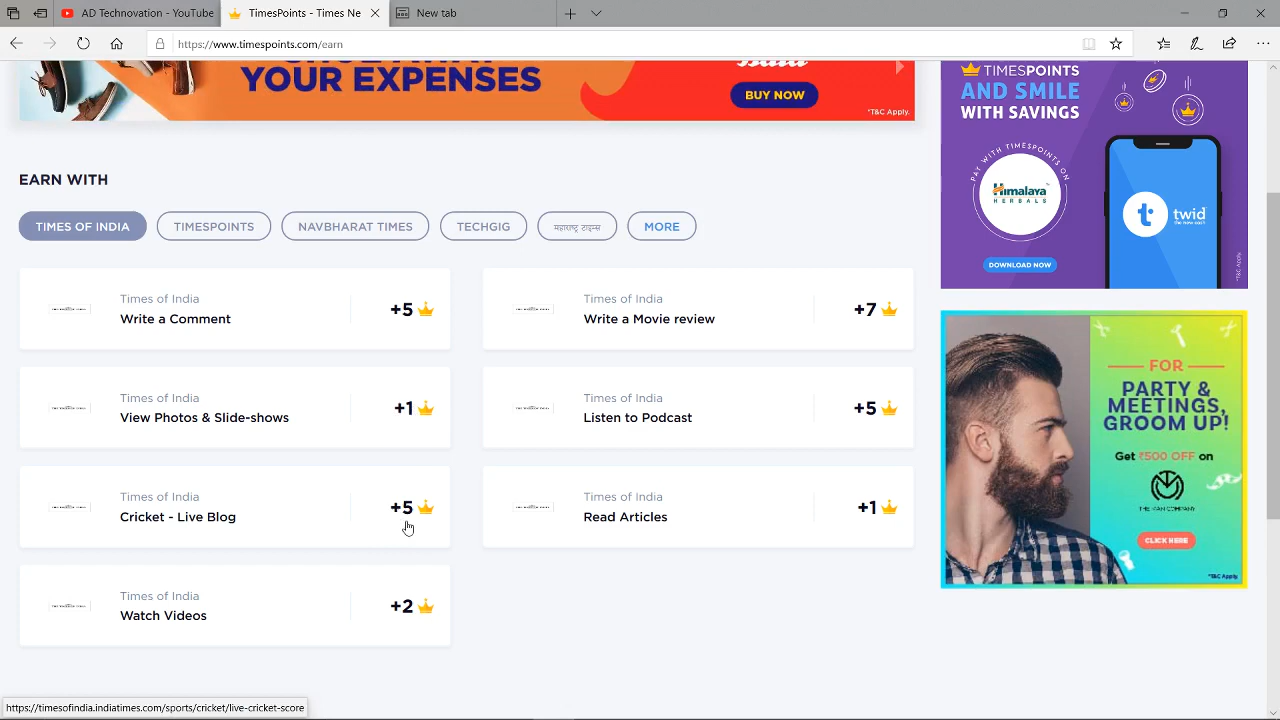 AD Technovation - YouTube
TimesPoints - Times Ne
New tab
https://www.timespoints.com/earn
YOUR EXPENSES
BUY NOW
*T&C Apply.
TIMESPOINTS
AND SMILE
WITH SAVINGS
PAY WITH TIMESPOINTS ON
Himalaya
HERBALS
twid
DOWNLOAD NOW
*T&C Apply
EARN WITH
TIMES OF INDIA
TIMESPOINTS
NAVBHARAT TIMES
TECHGIG
महाराष्ट्र टाइम्स
MORE
Times of India
Write a Comment
+5
Times of India
Write a Movie review
+7
Times of India
View Photos & Slide-shows
+1
Times of India
Listen to Podcast
+5
Times of India
Cricket - Live Blog
+5
Times of India
Read Articles
+1
Times of India
Watch Videos
+2
FOR
PARTY &
MEETINGS,
GROOM UP!
Get ₹500 OFF on
THE MAN COMPANY
CLICK HERE
*T&C Apply
https://timesofindia.indiatimes.com/sports/cricket/live-cricket-score